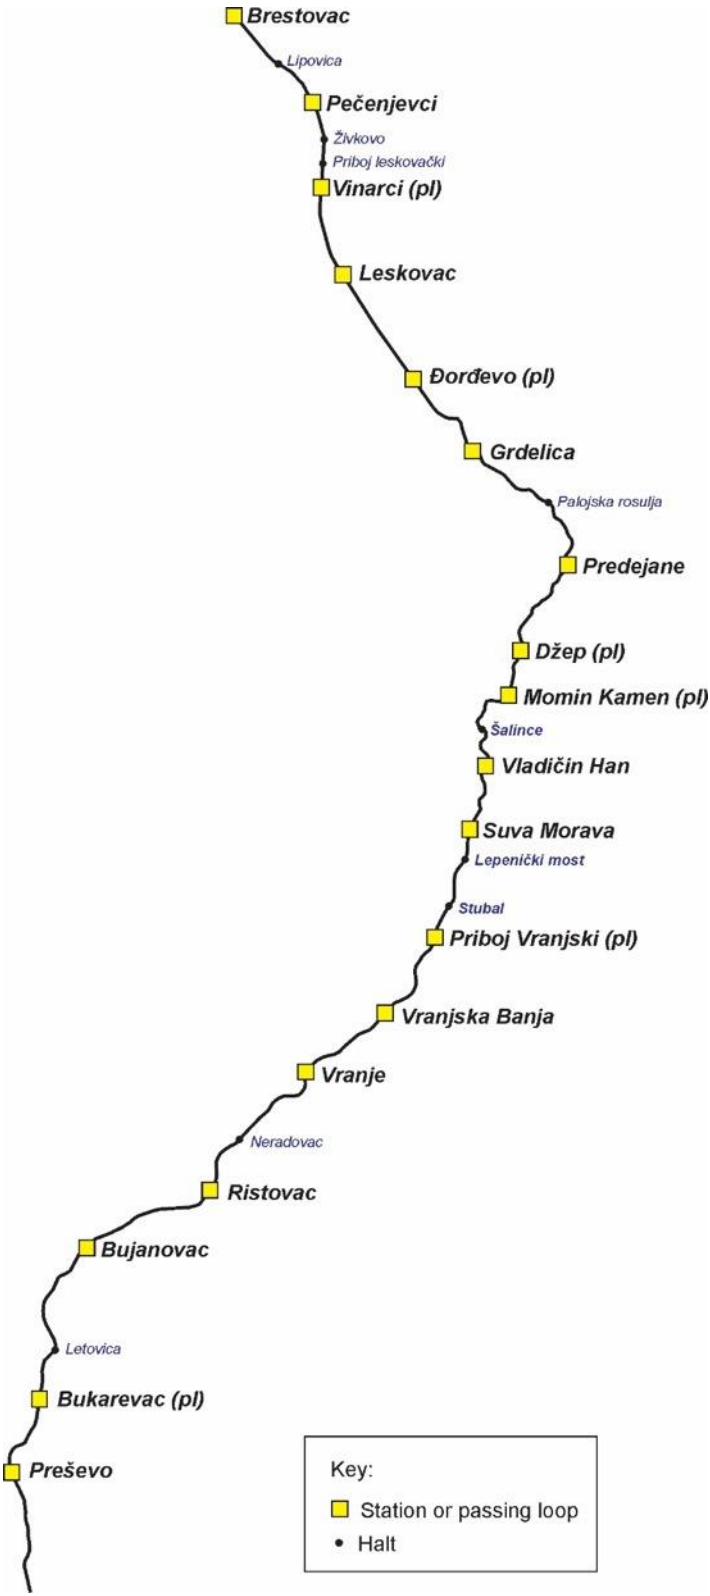 Brestovac
Lipovica
Pečenjevci
Živkovo
Priboj leskovački
Vinarci (pl)
Leskovac
Đorđevo (pl)
Grdelica
Palojska rosulja
Predejane
Džep (pl)
Momin Kamen (pl)
Šalince
Vladičin Han
Suva Morava
Lepenički most
Stubal
Priboj Vranjski (pl)
Vranjska Banja
Vranje
Neradovac
Ristovac
Bujanovac
Letovica
Bukarevac (pl)
Preševo
Key:
Station or passing loop
Halt